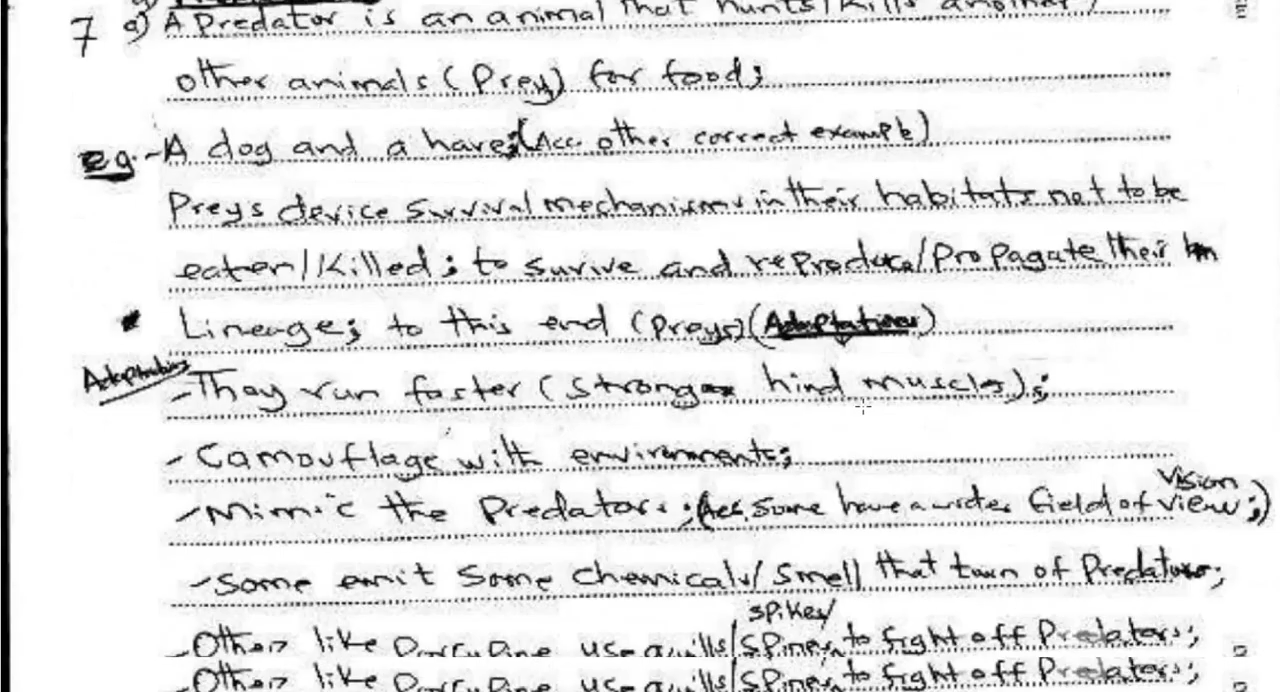 7 a) A Predator is an animal that hunts/kills another/
other animals (Prey) for food;
Eg. - A dog and a hare; (Acc other correct example)
Preys device survival mechanisms in their habitats not to be
eaten/killed; to survive and reproduce/propagate their
Lineage; to this end (preys) (Adaptations)
Adaptations
- They run faster (strong hind muscles);
- Camouflage with environments;
Vision
- Mimic the Predators; (Acc. Some have a wider field of view;)
- Some emit some chemicals/smell that turn of Predators;
spikes/
- Others like Porcupine use quills/spines to fight off Predators;
- Others like Porcupine use quills/spines to fight off Predators;